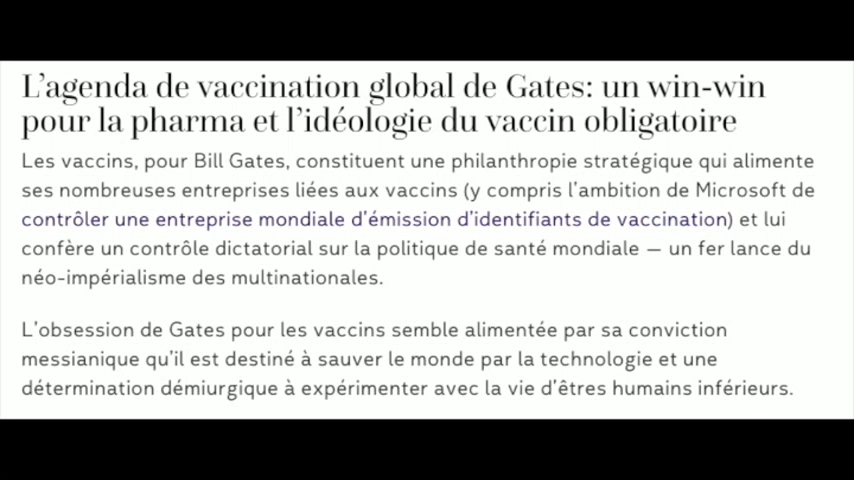 L'agenda de vaccination global de Gates: un win-win
pour la pharma et l'idéologie du vaccin obligatoire
Les vaccins, pour Bill Gates, constituent une philanthropie stratégique qui alimente
ses nombreuses entreprises liées aux vaccins (y compris l'ambition de Microsoft de
contrôler une entreprise mondiale d'émission d'identifiants de vaccination) et lui
confère un contrôle dictatorial sur la politique de santé mondiale — un fer lance du
néo-impérialisme des multinationales.
L'obsession de Gates pour les vaccins semble alimentée par sa conviction
messianique qu'il est destiné à sauver le monde par la technologie et une
détermination démiurgique à expérimenter avec la vie d'êtres humains inférieurs.